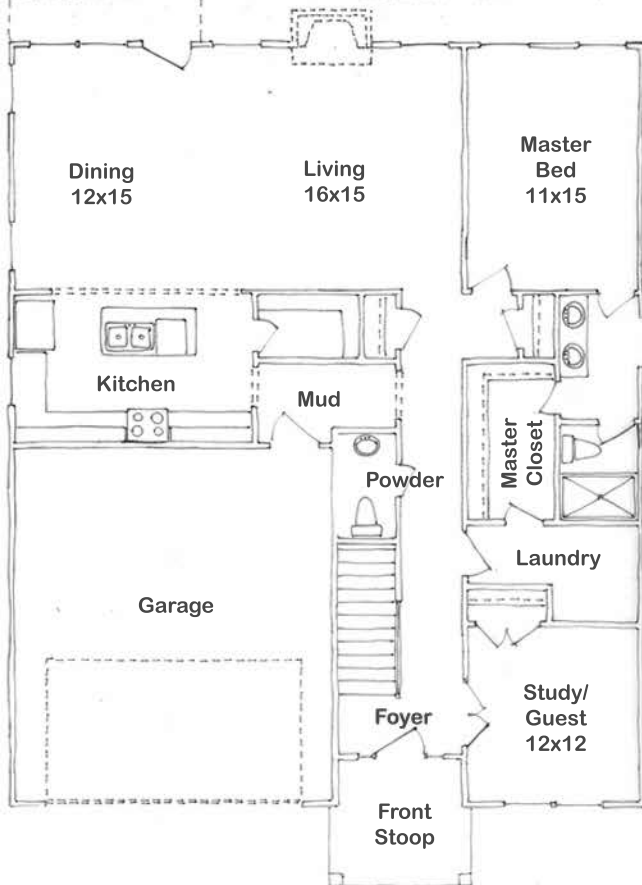 Dining
12x15
Living
16x15
Master
Bed
11x15
Kitchen
Mud
Master
Closet
Powder
Laundry
Garage
Foyer
Study/
Guest
12x12
Front
Stoop